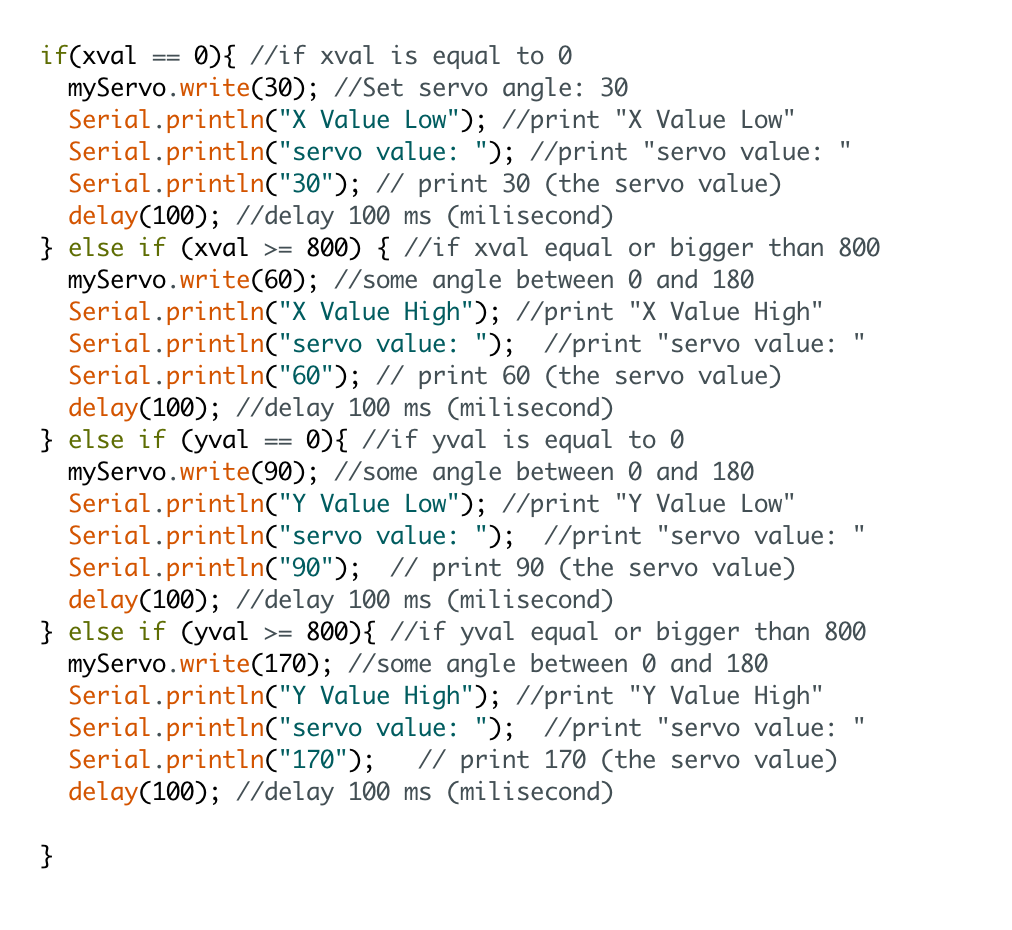 if(xval == 0){ //if xval is equal to 0
  myServo.write(30); //Set servo angle: 30
  Serial.println("X Value Low"); //print "X Value Low"
  Serial.println("servo value: "); //print "servo value: "
  Serial.println("30"); // print 30 (the servo value)
  delay(100); //delay 100 ms (milisecond)
} else if (xval >= 800) { //if xval equal or bigger than 800
  myServo.write(60); //some angle between 0 and 180
  Serial.println("X Value High"); //print "X Value High"
  Serial.println("servo value: ");  //print "servo value: "
  Serial.println("60"); // print 60 (the servo value)
  delay(100); //delay 100 ms (milisecond)
} else if (yval == 0){ //if yval is equal to 0
  myServo.write(90); //some angle between 0 and 180
  Serial.println("Y Value Low"); //print "Y Value Low"
  Serial.println("servo value: ");  //print "servo value: "
  Serial.println("90");  // print 90 (the servo value)
  delay(100); //delay 100 ms (milisecond)
} else if (yval >= 800){ //if yval equal or bigger than 800
  myServo.write(170); //some angle between 0 and 180
  Serial.println("Y Value High"); //print "Y Value High"
  Serial.println("servo value: ");  //print "servo value: "
  Serial.println("170");   // print 170 (the servo value)
  delay(100); //delay 100 ms (milisecond)

}